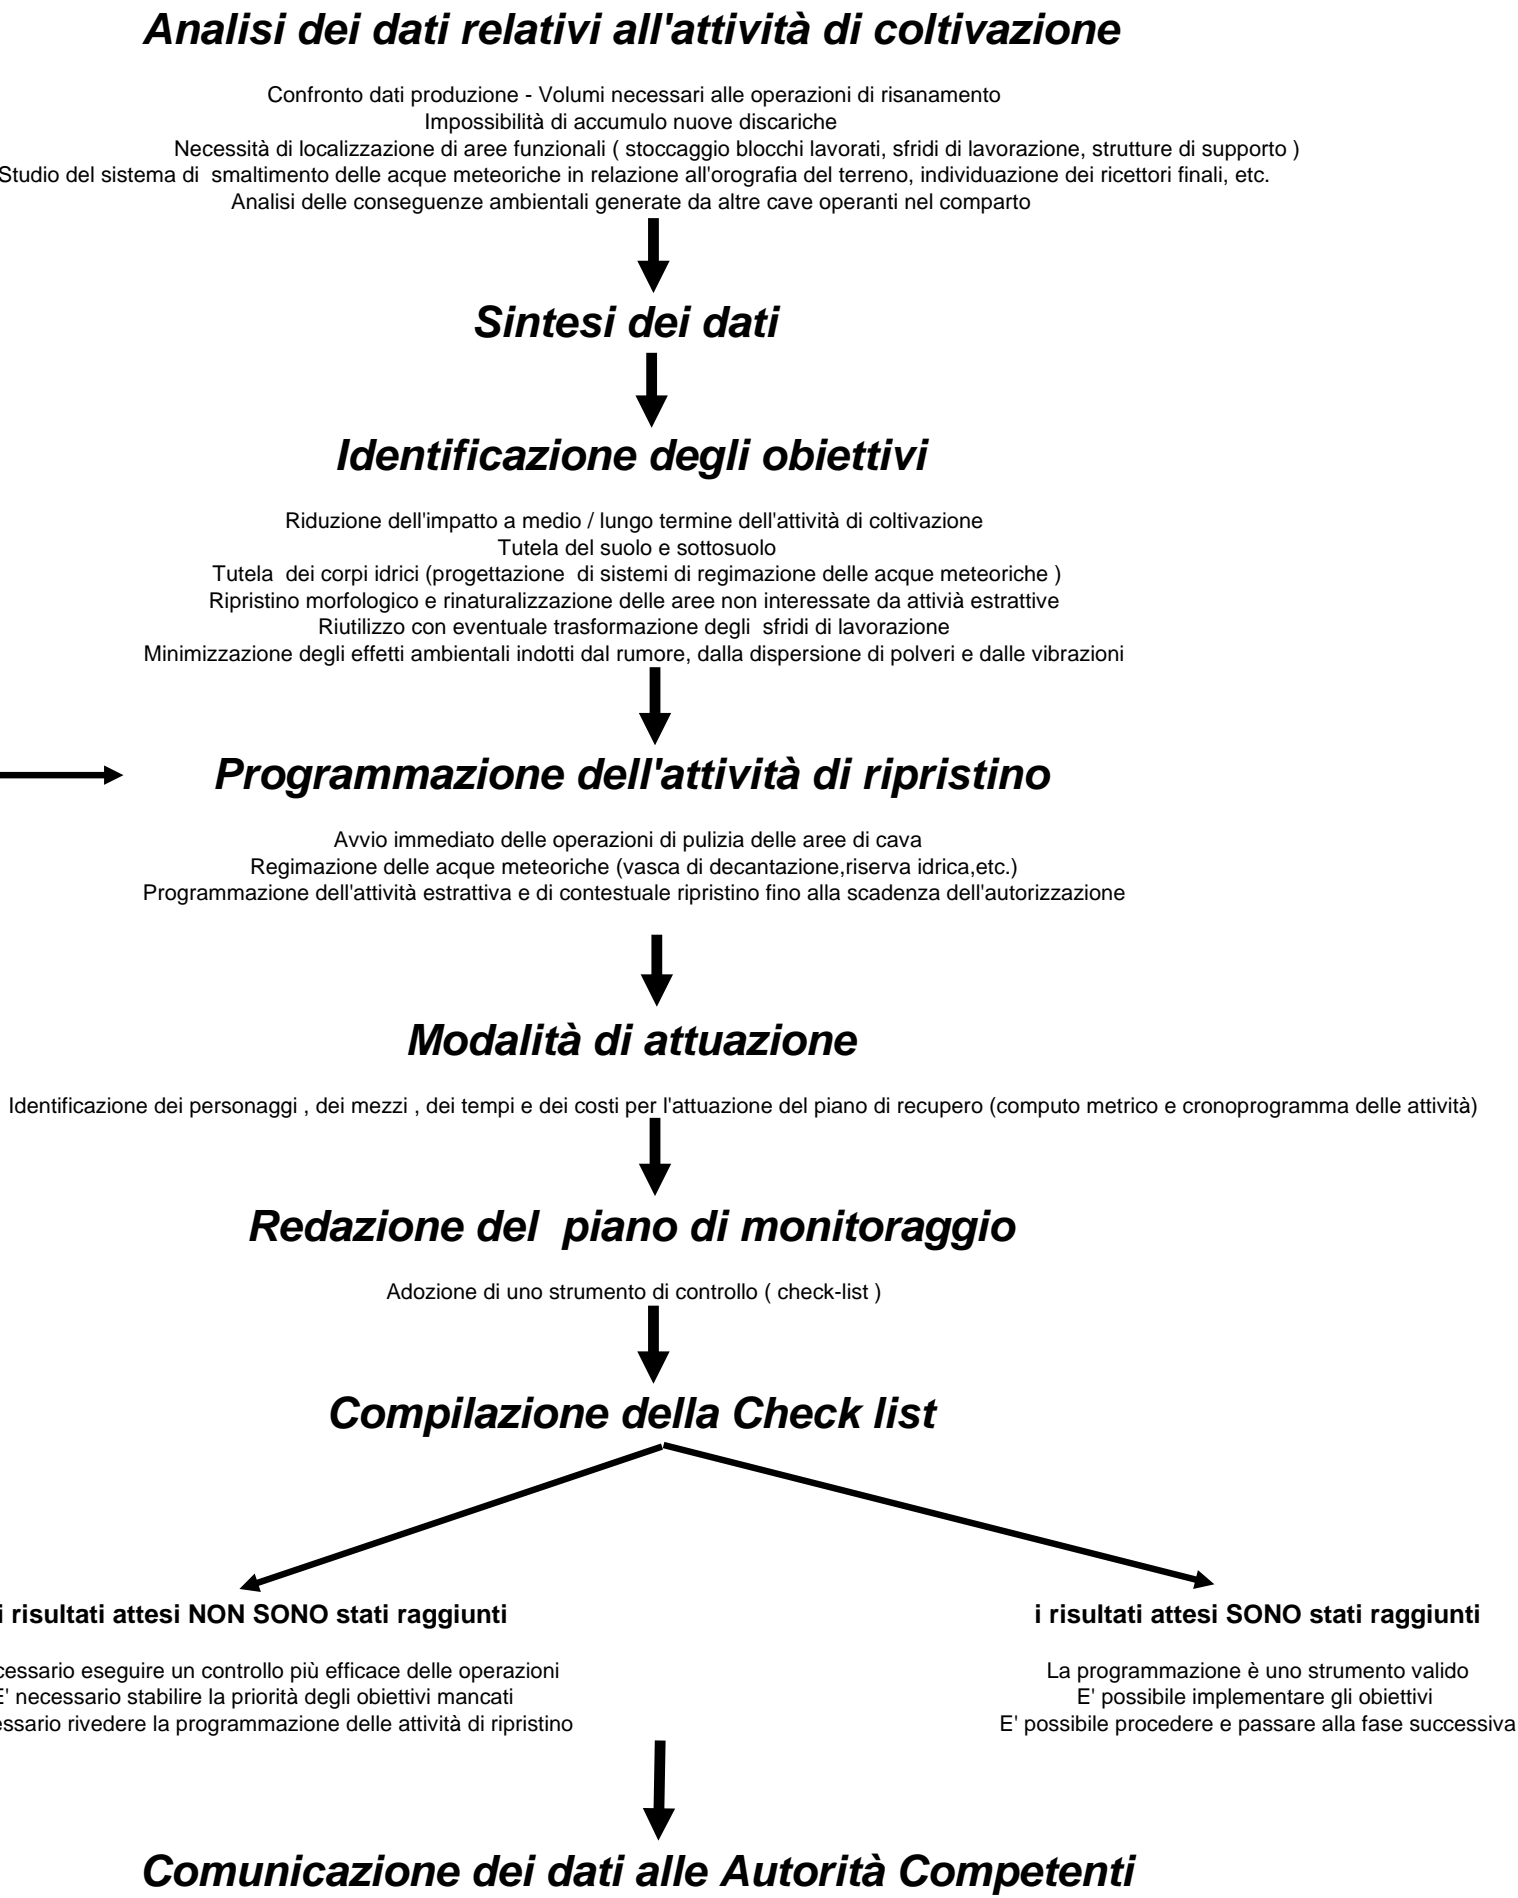 Analisi dei dati relativi all'attività di coltivazione
Confronto dati produzione - Volumi necessari alle operazioni di risanamento
Impossibilità di accumulo nuove discariche
Necessità di localizzazione di aree funzionali ( stoccaggio blocchi lavorati, sfridi di lavorazione, strutture di supporto )
Studio del sistema di  smaltimento delle acque meteoriche in relazione all'orografia del terreno, individuazione dei ricettori finali, etc.
Analisi delle conseguenze ambientali generate da altre cave operanti nel comparto
Sintesi dei dati
Identificazione degli obiettivi
Riduzione dell'impatto a medio / lungo termine dell'attività di coltivazione
Tutela del suolo e sottosuolo
Tutela  dei corpi idrici (progettazione  di sistemi di regimazione delle acque meteoriche )
Ripristino morfologico e rinaturalizzazione delle aree non interessate da attivià estrattive
Riutilizzo con eventuale trasformazione degli  sfridi di lavorazione
Minimizzazione degli effetti ambientali indotti dal rumore, dalla dispersione di polveri e dalle vibrazioni
Programmazione dell'attività di ripristino
Avvio immediato delle operazioni di pulizia delle aree di cava
Regimazione delle acque meteoriche (vasca di decantazione,riserva idrica,etc.)
Programmazione dell'attività estrattiva e di contestuale ripristino fino alla scadenza dell'autorizzazione
Modalità di attuazione
Identificazione dei personaggi , dei mezzi , dei tempi e dei costi per l'attuazione del piano di recupero (computo metrico e cronoprogramma delle attività)
Redazione del  piano di monitoraggio
Adozione di uno strumento di controllo ( check-list )
Compilazione della Check list
i risultati attesi NON SONO stati raggiunti
eseguire un controllo più efficace delle operazioni
E' necessario stabilire la priorità degli obiettivi mancati
rivedere la programmazione delle attività di ripristino
i risultati attesi SONO stati raggiunti
La programmazione è uno strumento valido
E' possibile implementare gli obiettivi
E' possibile procedere e passare alla fase successiva
Comunicazione dei dati alle Autorità Competenti